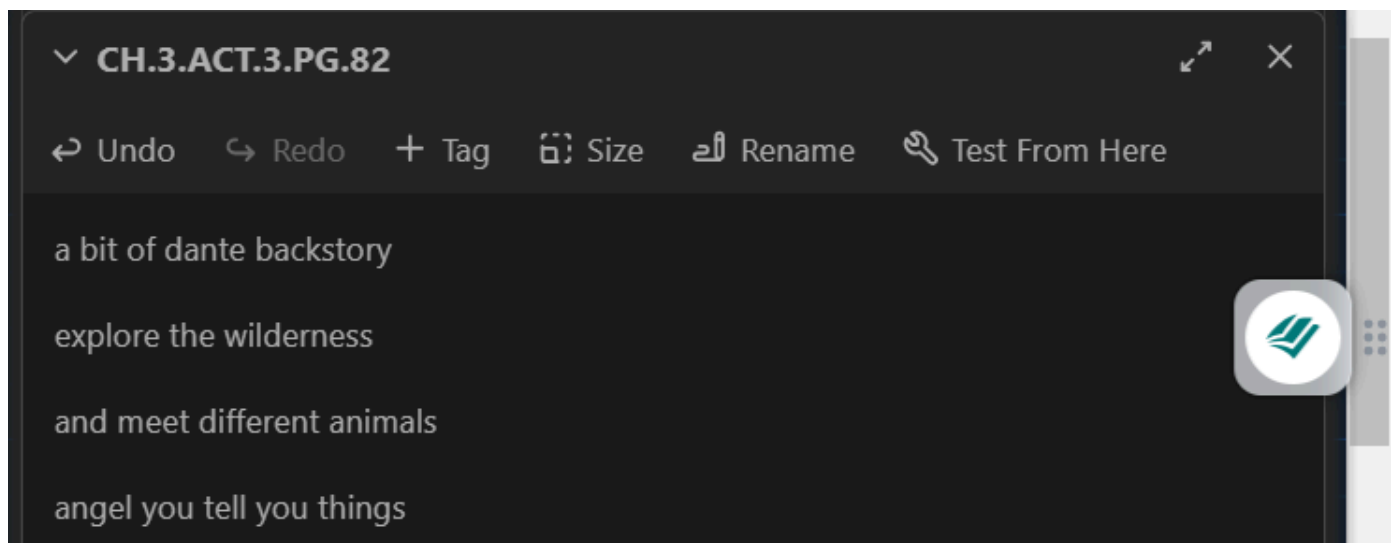 CH.3.ACT.3.PG.82
Undo Redo + Tag Size Rename Test From Here
a bit of dante backstory
explore the wilderness
and meet different animals
angel you tell you things